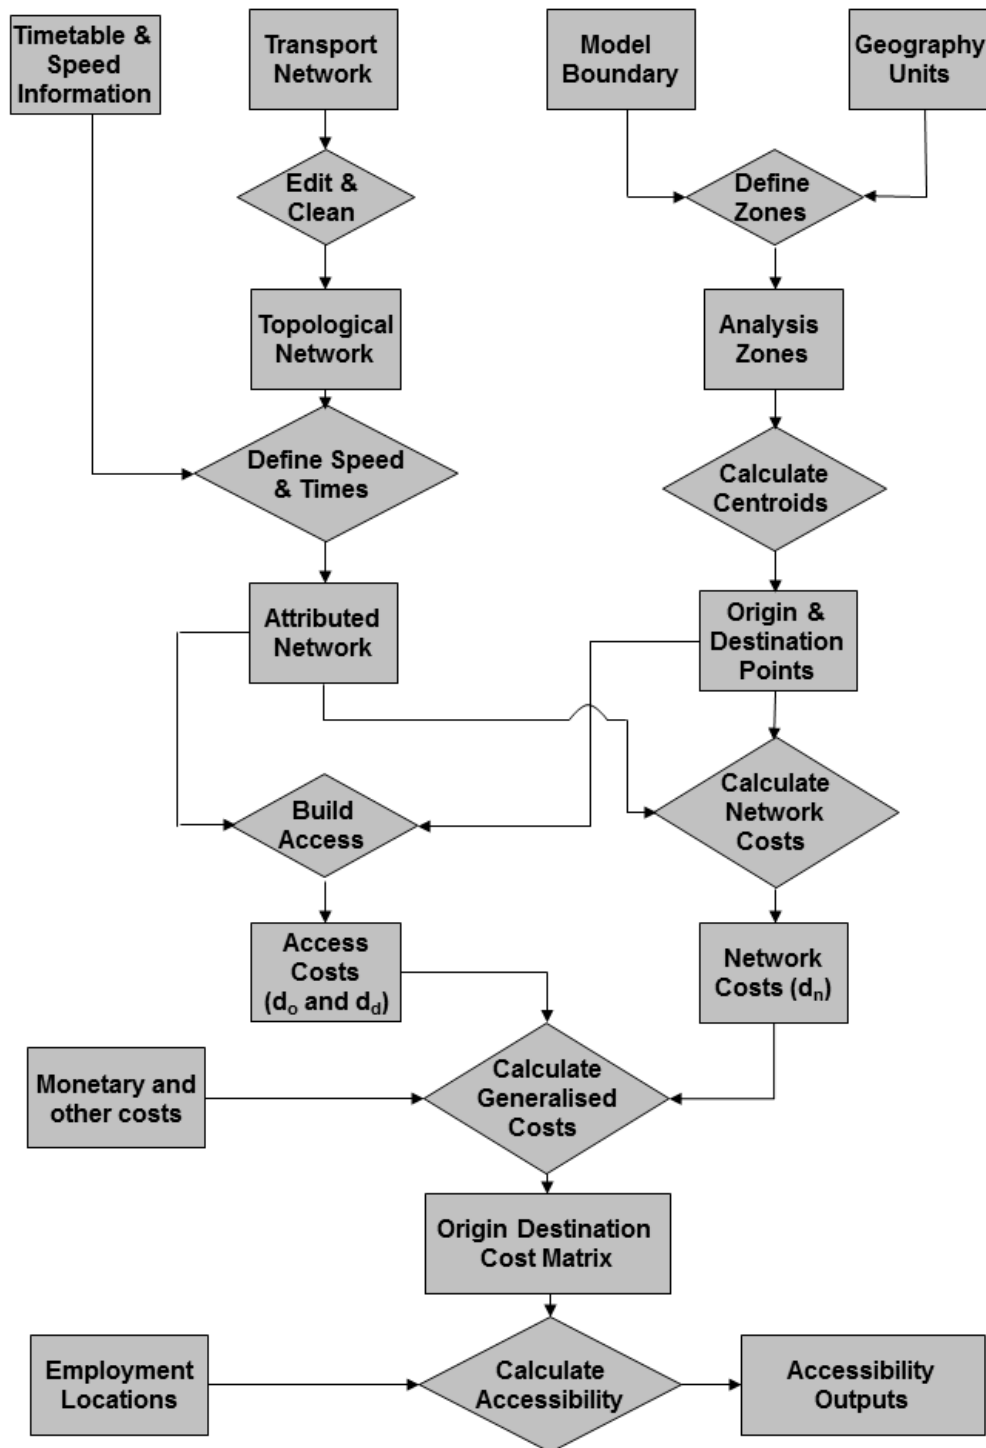 Timetable &
Speed
Information
Transport
Network
Model
Boundary
Geography
Units
Edit &
Clean
Define
Zones
Topological
Network
Analysis
Zones
Define Speed
& Times
Calculate
Centroids
Attributed
Network
Origin &
Destination
Points
Build
Access
Calculate
Network
Costs
Access
Costs
(do and dd)
Network
Costs (dn)
Monetary and
other costs
Calculate
Generalised
Costs
Origin Destination
Cost Matrix
Employment
Locations
Calculate
Accessibility
Accessibility
Outputs